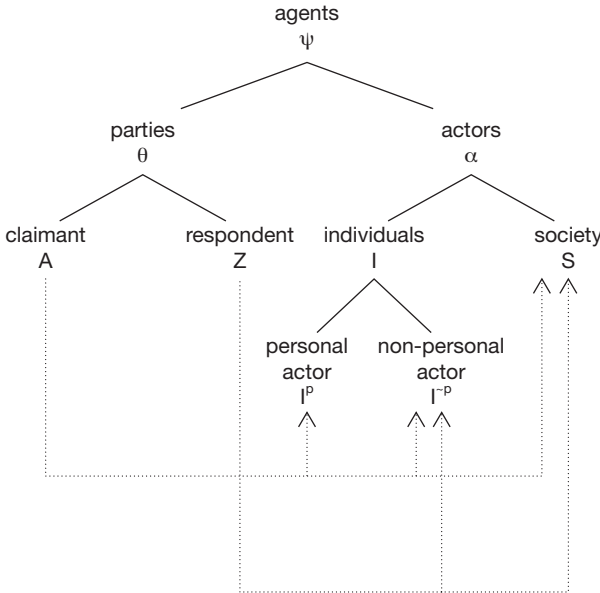 agents
ψ
parties
θ
actors
α
claimant
A
respondent
Z
individuals
I
society
S
personal
actor
I^p
non-personal
actor
I^~p